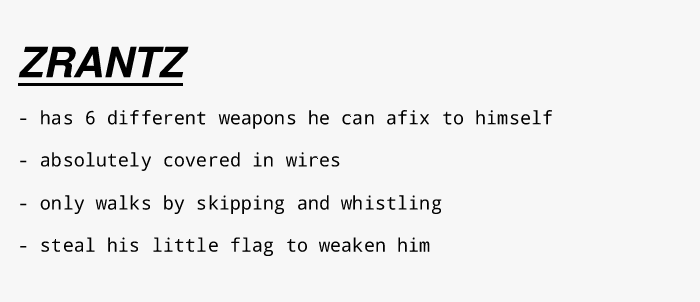 ZRANTZ
- has 6 different weapons he can afix to himself
- absolutely covered in wires
- only walks by skipping and whistling
- steal his little flag to weaken him